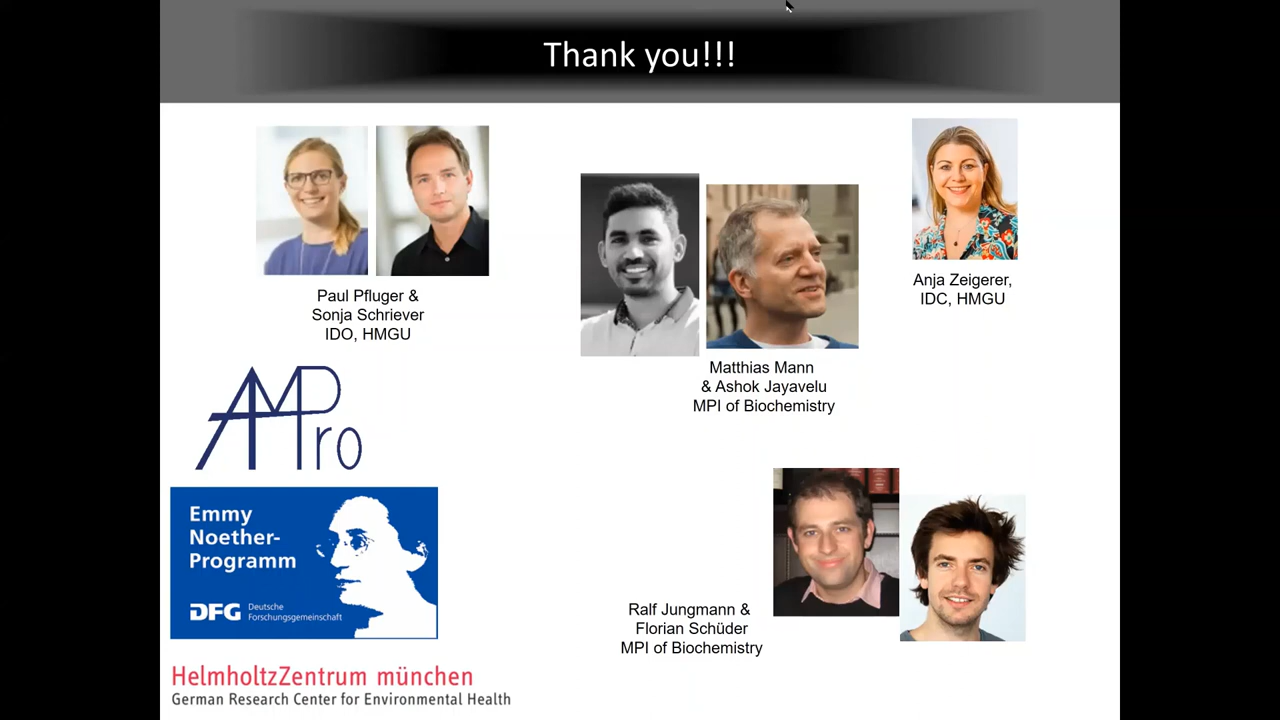 Thank you!!!
Paul Pfluger &
Sonja Schriever
IDO, HMGU
Matthias Mann
& Ashok Jayavelu
MPI of Biochemistry
Anja Zeigerer,
IDC, HMGU
AMPro
Emmy
Noether-
Programm
DFG Deutsche
Forschungsgemeinschaft
Ralf Jungmann &
Florian Schüder
MPI of Biochemistry
HelmholtzZentrum münchen
German Research Center for Environmental Health